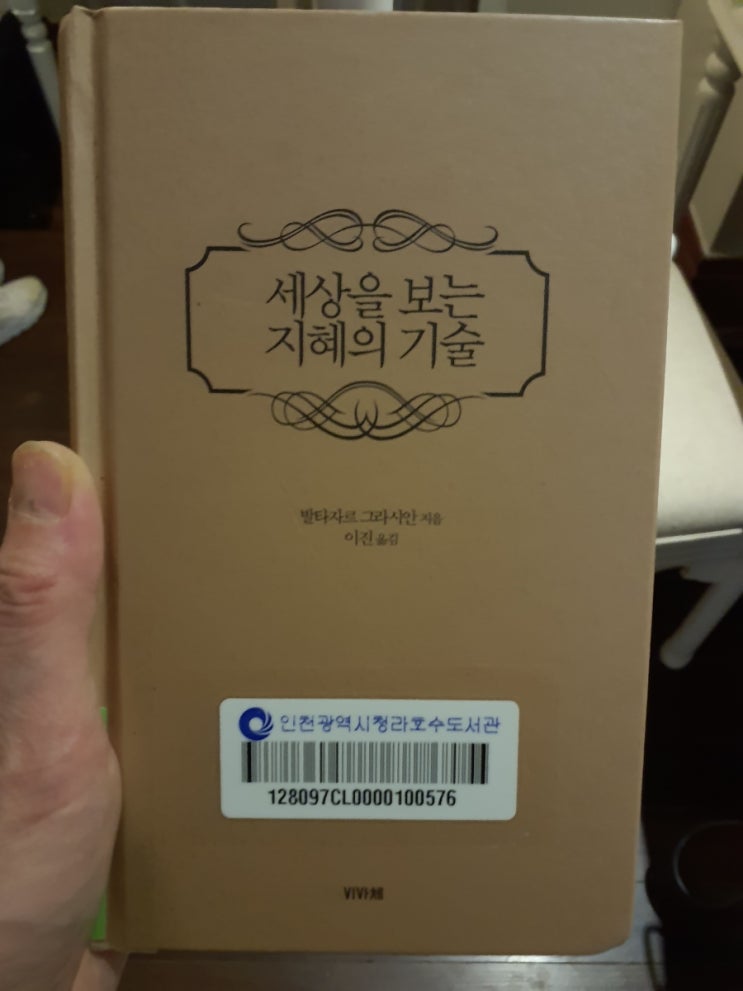 세상을 보는
지혜의 기술
발타자르 그라시안 지음
이진 옮김
인천광역시청라호수도서관
128097CL0000100576